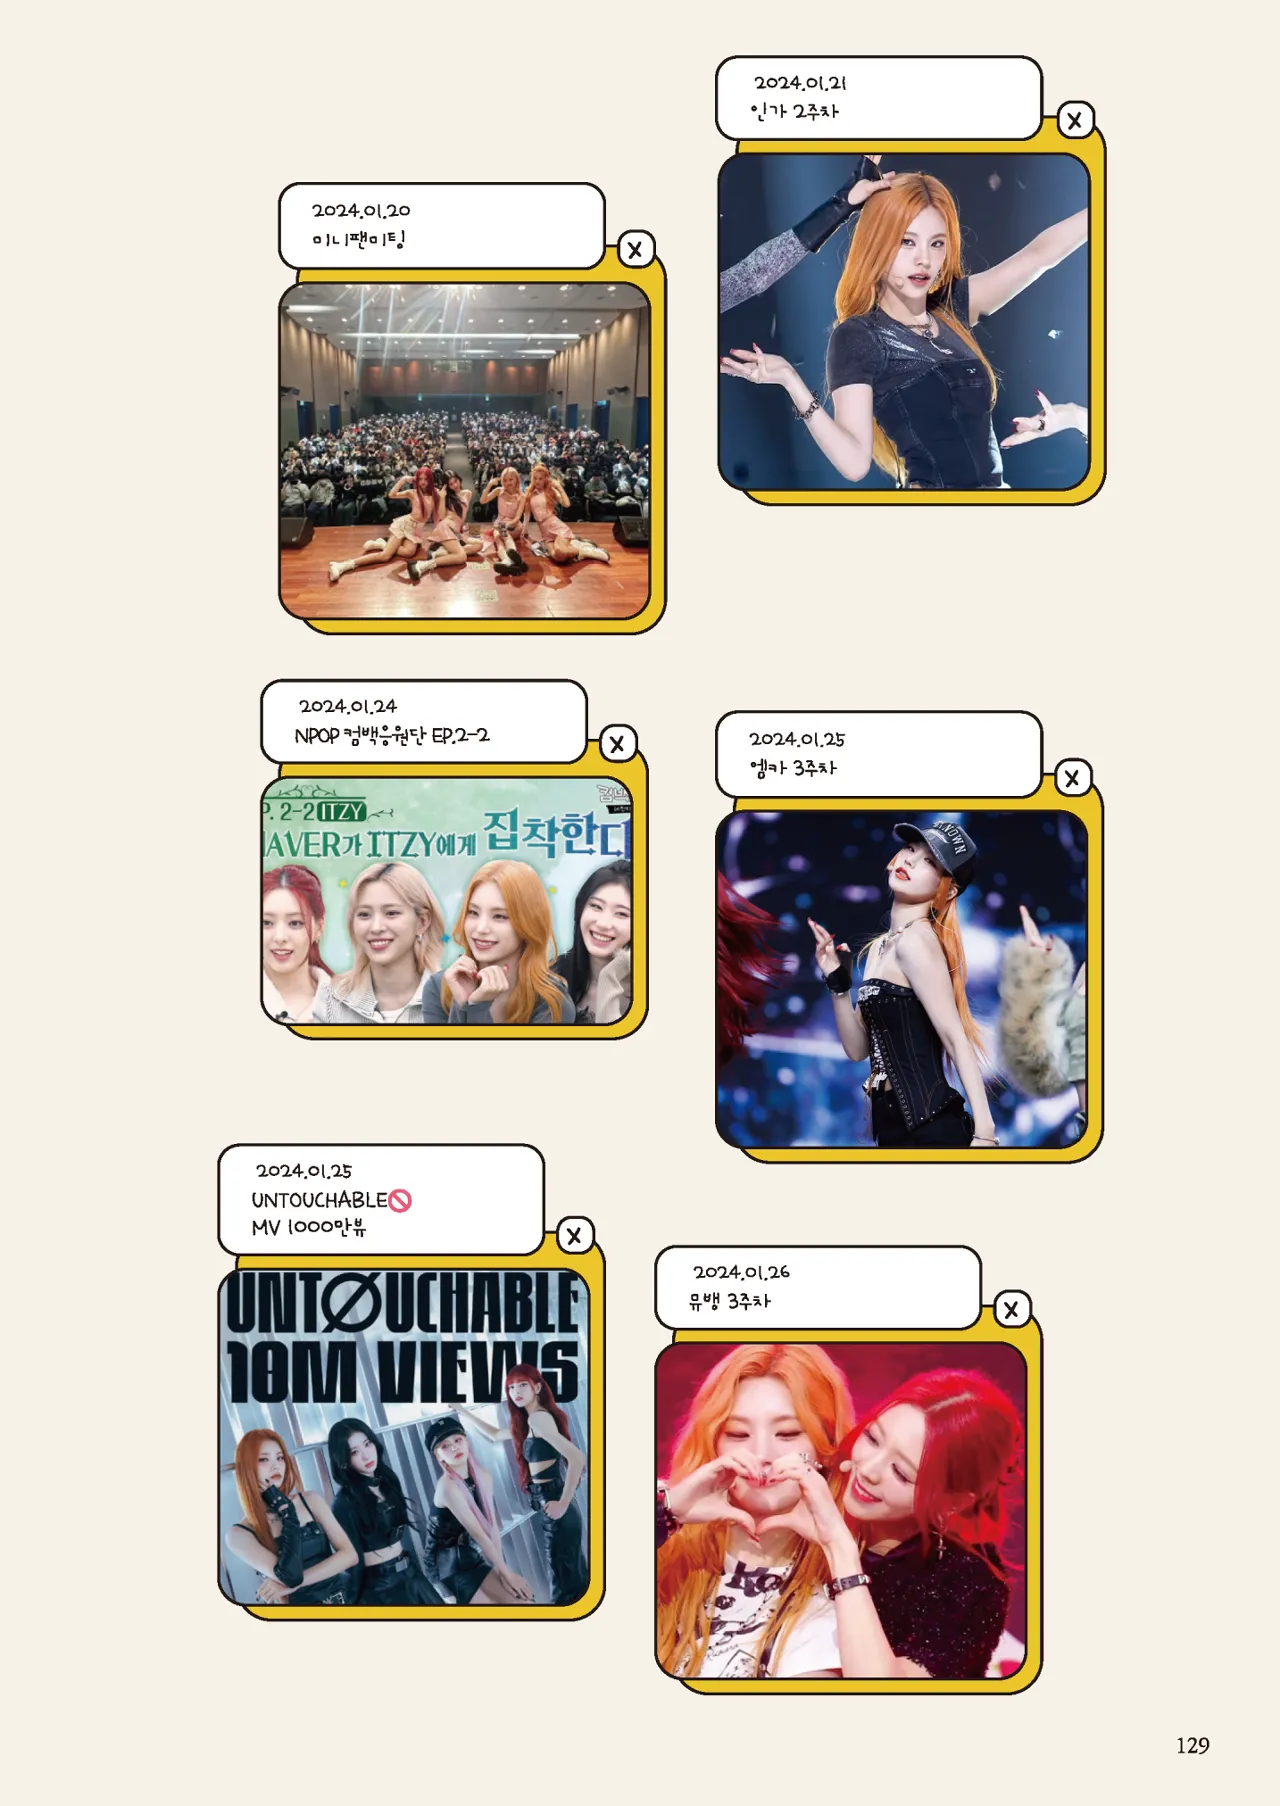 2024.01.21
인가 2주차
X
2024.01.20
미니팬미팅
X
2024.01.24
NPOP 컴백응원단 EP.2-2
X
P. 2-2 ITZY
AVER가 ITZY에게 집착한다
2024.01.25
엠카 3주차
X
KNOWN
2024.01.25
UNTOUCHABLE🚫
MV 1000만뷰
X
UNTØUCHABLE
10M VIEWS
2024.01.26
뮤뱅 3주차
X
129